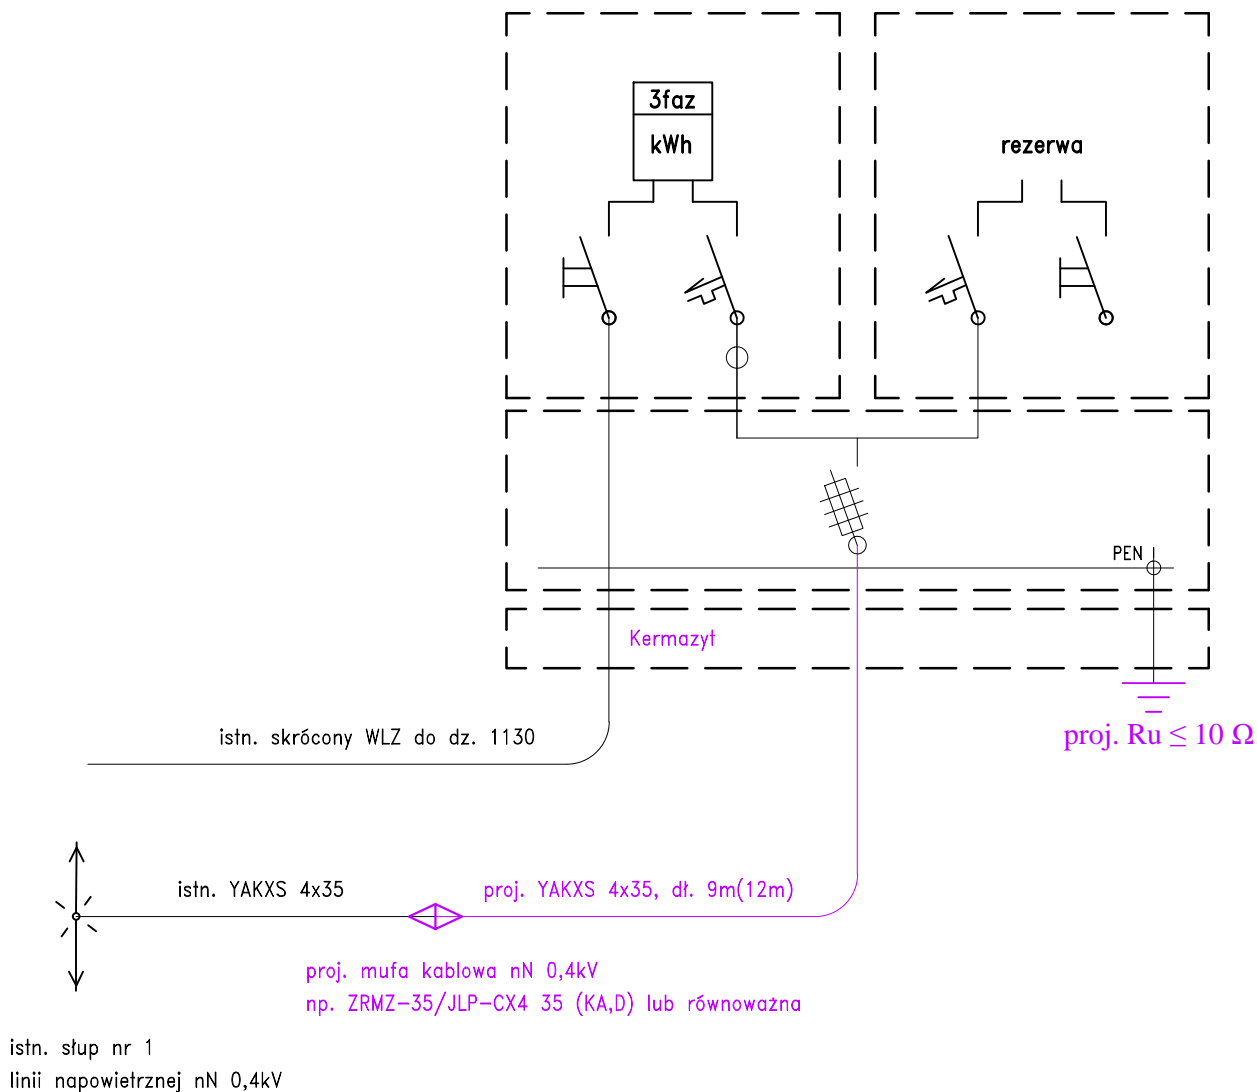 3faz
kWh
rezerwa
PEN
Kermazyt
istn. skrócony WLZ do dz. 1130
proj. Ru ≤ 10 Ω
istn. YAKXS 4x35
proj. YAKXS 4x35, dł. 9m(12m)
proj. mufa kablowa nN 0,4kV
np. ZRMZ-35/JLP-CX4 35 (KA,D) lub równoważna
istn. słup nr 1
linii napowietrznej nN 0,4kV